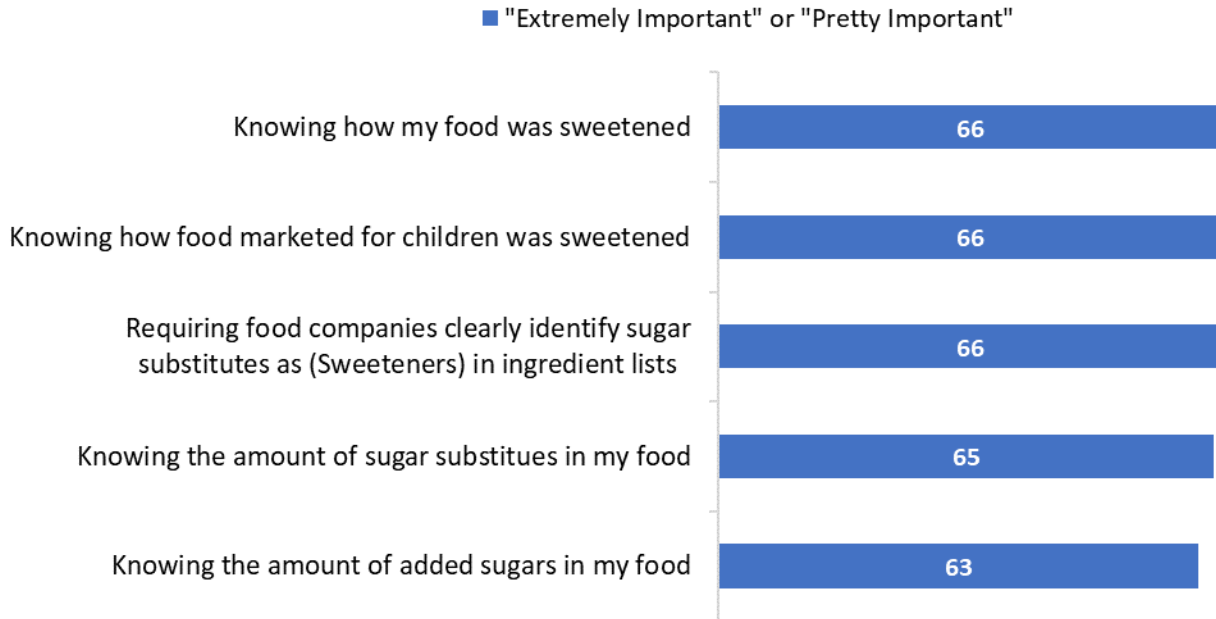 "Extremely Important" or "Pretty Important"
Knowing how my food was sweetened
66
Knowing how food marketed for children was sweetened
66
Requiring food companies clearly identify sugar
substitutes as (Sweeteners) in ingredient lists
66
Knowing the amount of sugar substitues in my food
65
Knowing the amount of added sugars in my food
63